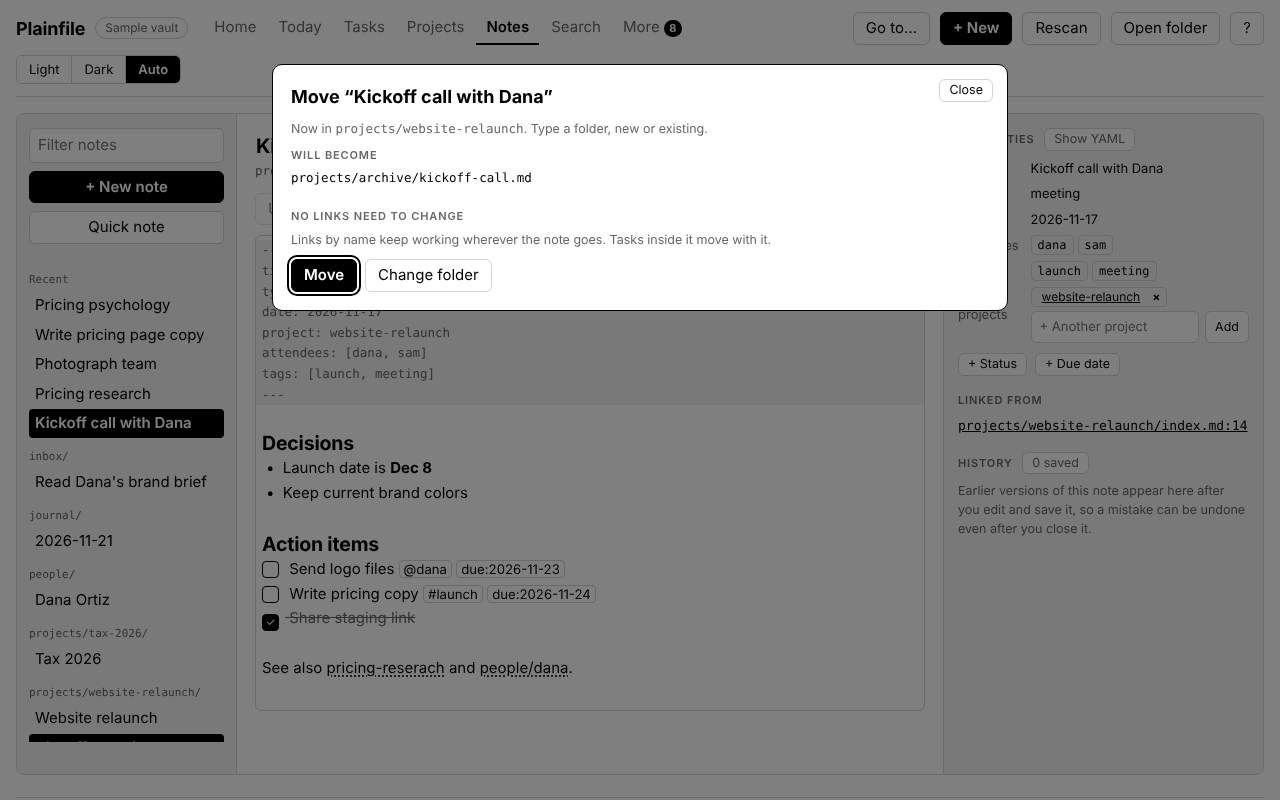 Plainfile Sample vault Home Today Tasks Projects Notes Search More 8 Go to... + New Rescan Open folder ?
Light Dark Auto
Move “Kickoff call with Dana” Close
Now in projects/website-relaunch. Type a folder, new or existing.
WILL BECOME
projects/archive/kickoff-call.md
NO LINKS NEED TO CHANGE
Links by name keep working wherever the note goes. Tasks inside it move with it.
Move Change folder
Filter notes
+ New note
Quick note
Recent
Pricing psychology
Write pricing page copy
Photograph team
Pricing research
Kickoff call with Dana
inbox/
Read Dana's brand brief
journal/
2026-11-21
people/
Dana Ortiz
projects/tax-2026/
Tax 2026
projects/website-relaunch/
Website relaunch
date: 2026-11-17
project: website-relaunch
attendees: [dana, sam]
tags: [launch, meeting]
---
Decisions
• Launch date is Dec 8
• Keep current brand colors
Action items
Send logo files @dana due:2026-11-23
Write pricing copy #launch due:2026-11-24
Share staging link
See also pricing-reserach and people/dana.
Show YAML
Kickoff call with Dana
meeting
2026-11-17
dana sam
launch meeting
website-relaunch ×
projects
+ Another project Add
+ Status + Due date
LINKED FROM
projects/website-relaunch/index.md:14
HISTORY 0 saved
Earlier versions of this note appear here after
you edit and save it, so a mistake can be undone
even after you close it.